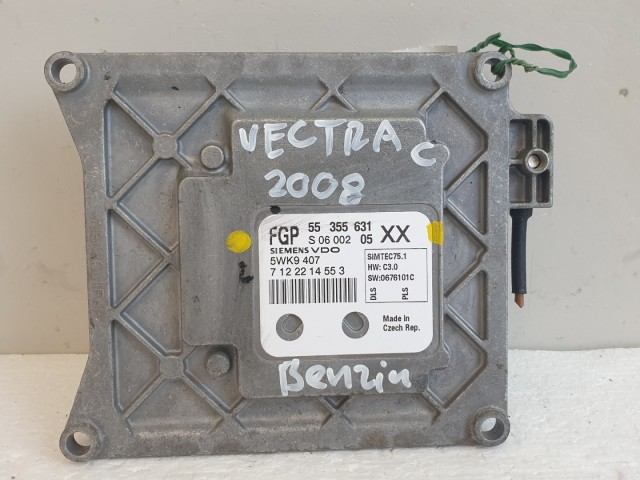 VECTRA C
2008
FGP 55 355 631 XX
S 06 002 05
SIEMENS VDO
5WK9 407
7 12 22 14 55 3
SIMTEC75.1
HW: C3.0
SW:0676101C
DLS
PLS
Made in
Czech Rep.
Benzin